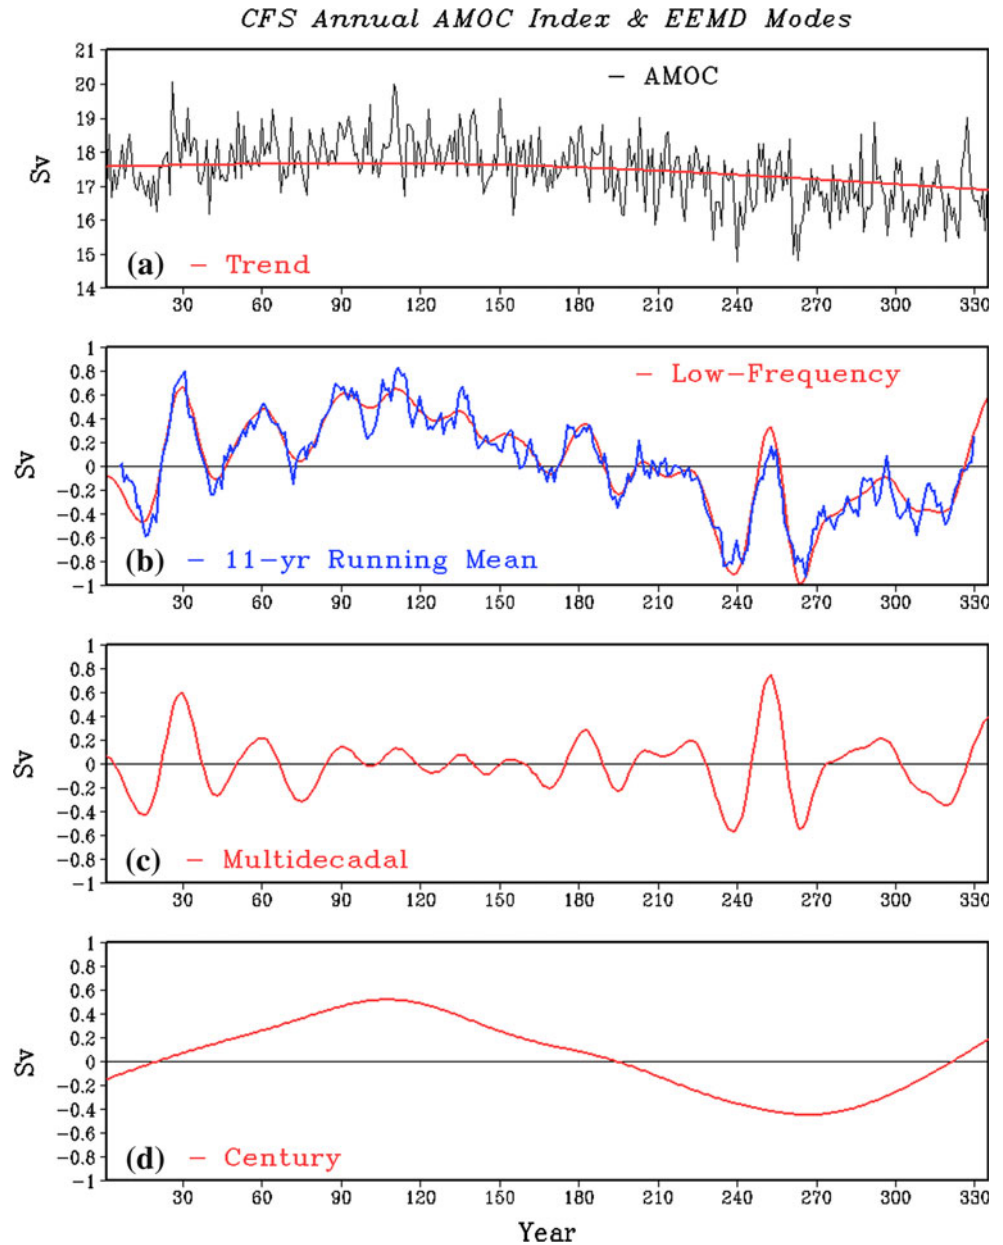 CFS Annual AMOC Index & EEMD Modes
21
20
19
18
17
16
15
14
Sv
— AMOC
(a) — Trend
30 60 90 120 150 180 210 240 270 300 330
1
0.8
0.6
0.4
0.2
0
−0.2
−0.4
−0.6
−0.8
−1
Sv
— Low−Frequency
(b) — 11−yr Running Mean
30 60 90 120 150 180 210 240 270 300 330
1
0.8
0.6
0.4
0.2
0
−0.2
−0.4
−0.6
−0.8
−1
Sv
(c) — Multidecadal
30 60 90 120 150 180 210 240 270 300 330
1
0.8
0.6
0.4
0.2
0
−0.2
−0.4
−0.6
−0.8
−1
Sv
(d) — Century
30 60 90 120 150 180 210 240 270 300 330
Year